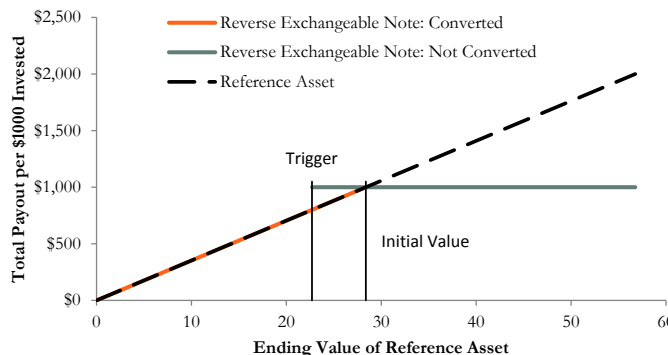 $2,500
Reverse Exchangeable Note: Converted
Reverse Exchangeable Note: Not Converted
$2,000
Reference Asset
$1,500
Trigger
$1,000
$500
Initial Value
$0
0 10 20 30 40 50 60
Total Payout per $1000 Invested
Ending Value of Reference Asset